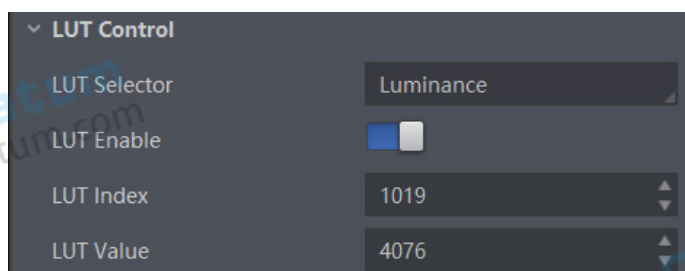 LUT Control
LUT Selector Luminance
LUT Enable
LUT Index 1019
LUT Value 4076